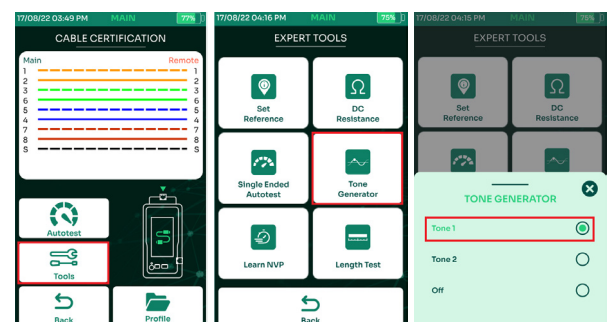 17/08/22 03:49 PM MAIN 77%
CABLE CERTIFICATION
Main Remote
1 1
2 2
3 3
6 6
5 5
4 4
7 7
8 8
S S
Autotest
Tools
Back
Profile
17/08/22 04:16 PM MAIN 75%
EXPERT TOOLS
Set
Reference
DC
Resistance
Single Ended
Autotest
Tone
Generator
Learn NVP
Length Test
Back
17/08/22 04:15 PM MAIN 75%
EXPERT TOOLS
Set
Reference
DC
Resistance
TONE GENERATOR
Tone 1
Tone 2
Off